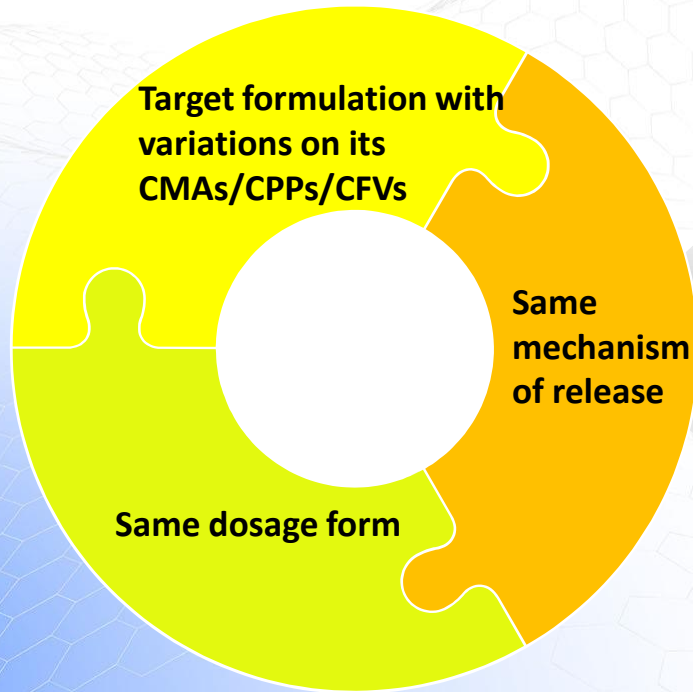 Target formulation with
variations on its
CMAs/CPPs/CFVs
Same
mechanism
of release
Same dosage form